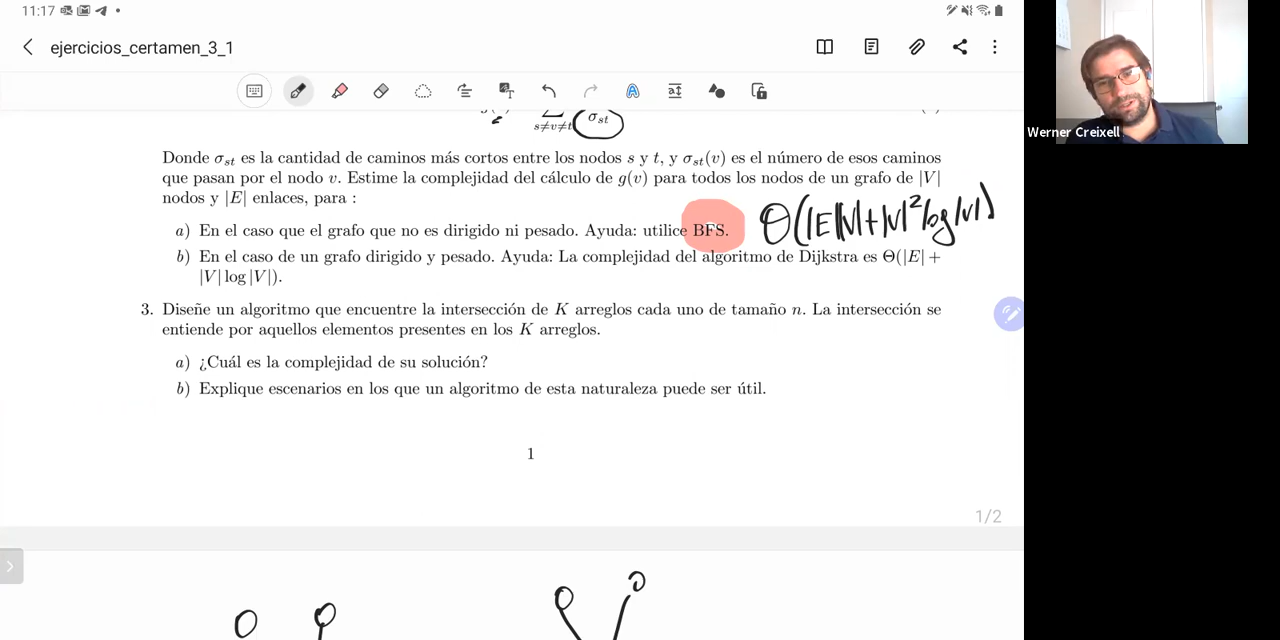 11:17
ejercicios_certamen_3_1
s≠v≠t σst
Werner Creixell
Donde σst es la cantidad de caminos más cortos entre los nodos s y t, y σst(v) es el número de esos caminos
que pasan por el nodo v. Estime la complejidad del cálculo de g(v) para todos los nodos de un grafo de |V|
nodos y |E| enlaces, para :
a) En el caso que el grafo que no es dirigido ni pesado. Ayuda: utilice BFS.
Θ(|E||V|+|V|²log|V|)
b) En el caso de un grafo dirigido y pesado. Ayuda: La complejidad del algoritmo de Dijkstra es Θ(|E| +
|V| log |V|).
3. Diseñe un algoritmo que encuentre la intersección de K arreglos cada uno de tamaño n. La intersección se
entiende por aquellos elementos presentes en los K arreglos.
a) ¿Cuál es la complejidad de su solución?
b) Explique escenarios en los que un algoritmo de esta naturaleza puede ser útil.
1
1/2